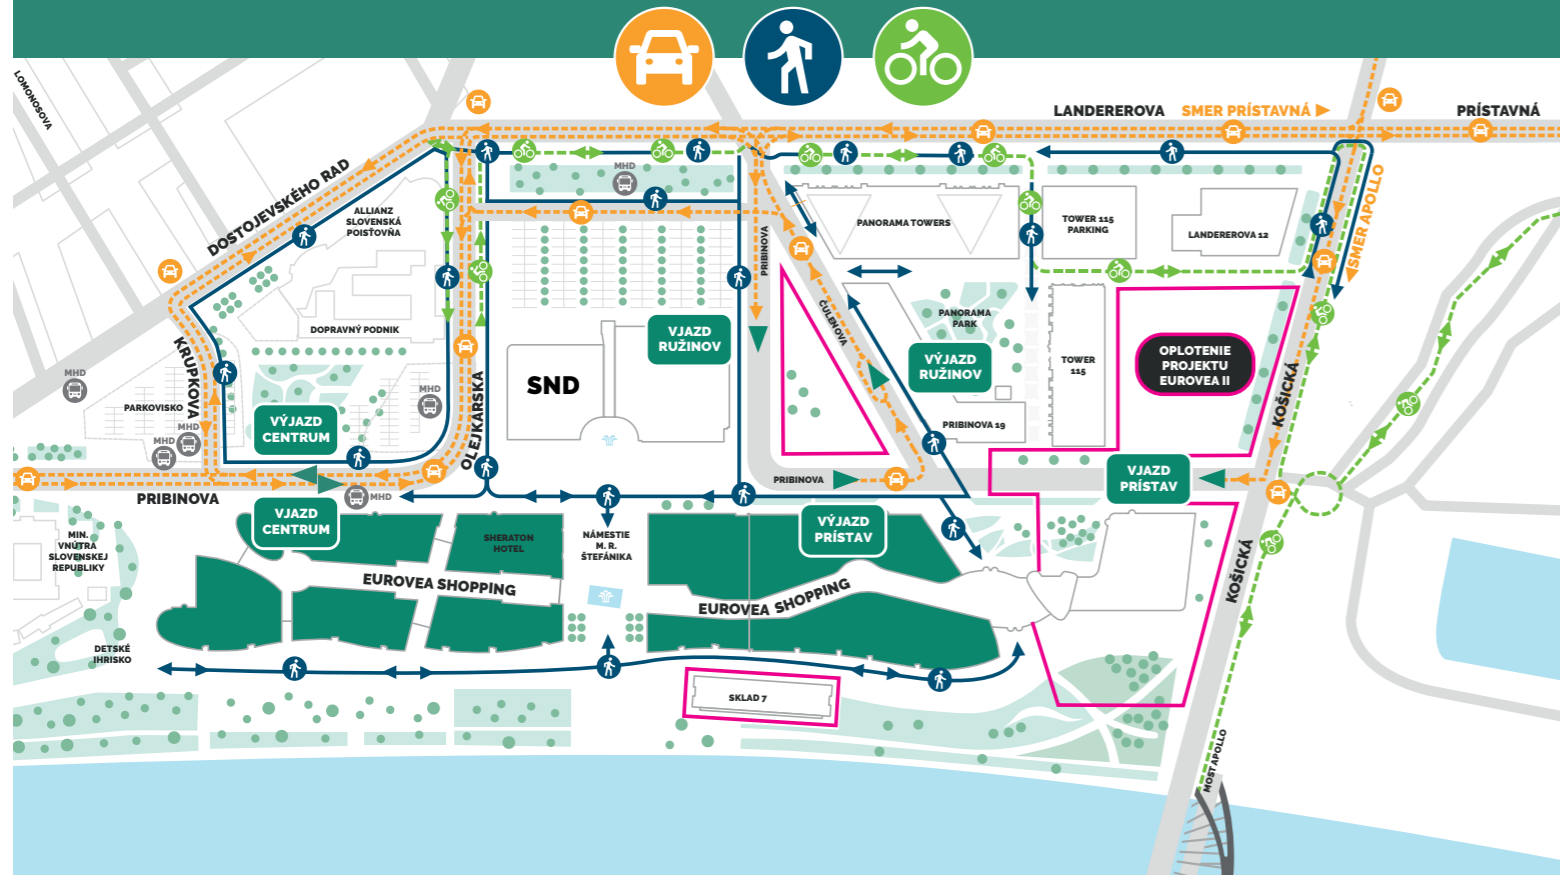 LOMONOSOVA
LANDEREROVA
SMER PRÍSTAVNÁ
PRÍSTAVNÁ
DOSTOJEVSKÉHO RAD
MHD
ALLIANZ
SLOVENSKÁ
POISŤOVŇA
PRIBINOVA
PANORAMA TOWERS
TOWER 115
PARKING
LANDEREROVA 12
SMER APOLLO
DOPRAVNÝ PODNIK
VJAZD
RUŽINOV
ČULENOVA
PANORAMA
PARK
KRUPKOVA
MHD
PARKOVISKO
MHD
MHD
VÝJAZD
CENTRUM
MHD
OLEJKÁRSKA
SND
VÝJAZD
RUŽINOV
TOWER
115
OPLOTENIE
PROJEKTU
EUROVEA II
KOŠICKÁ
PRIBINOVA 19
PRIBINOVA
MHD
PRIBINOVA
VJAZD
PRÍSTAV
VJAZD
CENTRUM
VÝJAZD
PRÍSTAV
MIN.
VNÚTRA
SLOVENSKEJ
REPUBLIKY
SHERATON
HOTEL
NÁMESTIE
M. R.
ŠTEFÁNIKA
EUROVEA SHOPPING
EUROVEA SHOPPING
KOŠICKÁ
DETSKÉ
IHRISKO
SKLAD 7
MOST APOLLO